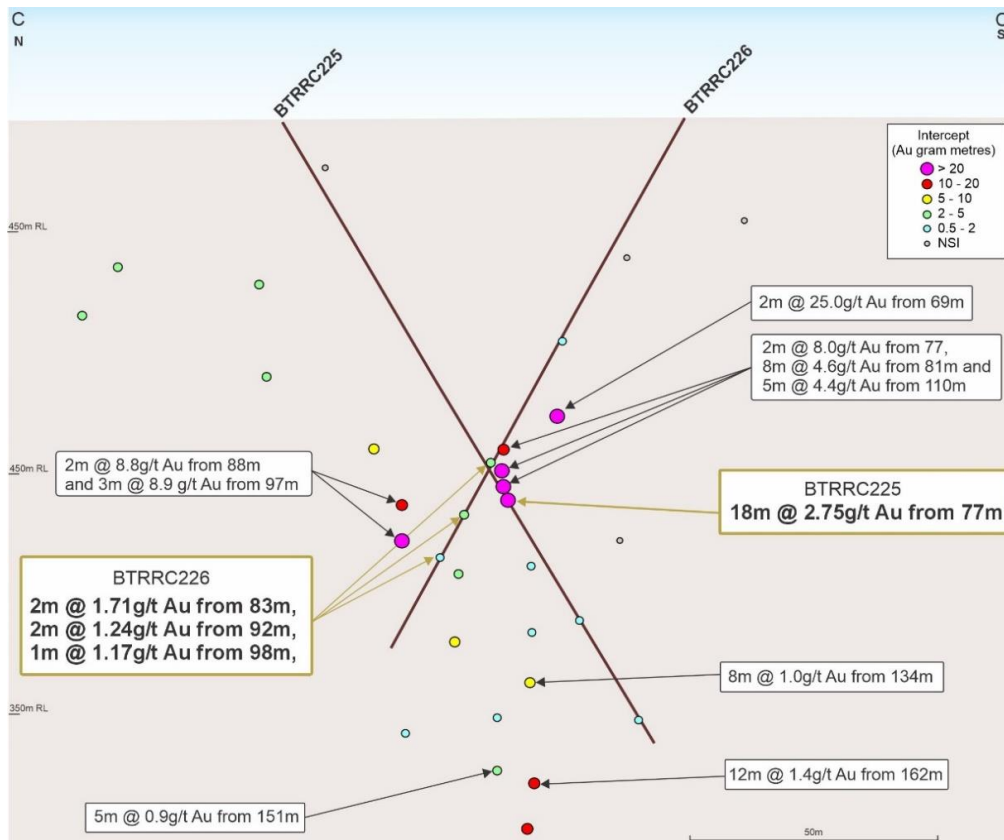 C
N
C
S
BTRRC225
BTRRC226
Intercept
(Au gram metres)
> 20
10 - 20
5 - 10
2 - 5
0.5 - 2
NSI
450m RL
2m @ 25.0g/t Au from 69m
2m @ 8.0g/t Au from 77,
8m @ 4.6g/t Au from 81m and
5m @ 4.4g/t Au from 110m
450m RL
2m @ 8.8g/t Au from 88m
and 3m @ 8.9 g/t Au from 97m
BTRRC225
18m @ 2.75g/t Au from 77m
BTRRC226
2m @ 1.71g/t Au from 83m,
2m @ 1.24g/t Au from 92m,
1m @ 1.17g/t Au from 98m,
8m @ 1.0g/t Au from 134m
350m RL
12m @ 1.4g/t Au from 162m
5m @ 0.9g/t Au from 151m
50m